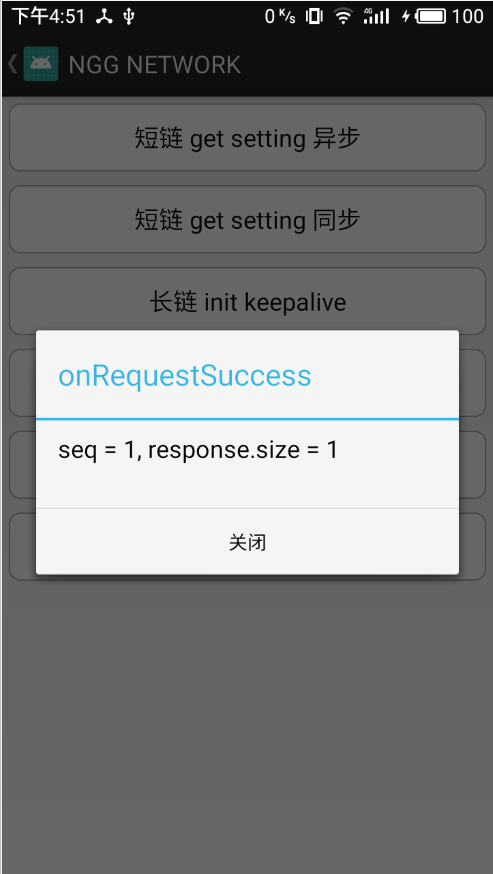 下午4:51 0 K/s 4G 100
NGG NETWORK
短链 get setting 异步
短链 get setting 同步
长链 init keepalive
onRequestSuccess
seq = 1, response.size = 1
关闭